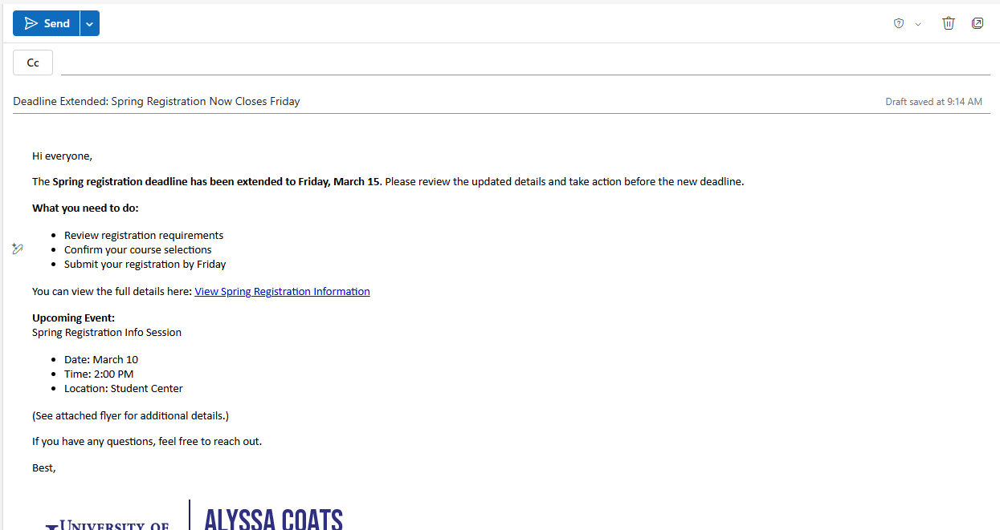 Send
Cc
Deadline Extended: Spring Registration Now Closes Friday
Draft saved at 9:14 AM
Hi everyone,
The Spring registration deadline has been extended to Friday, March 15. Please review the updated details and take action before the new deadline.
What you need to do:
• Review registration requirements
• Confirm your course selections
• Submit your registration by Friday
You can view the full details here: View Spring Registration Information
Upcoming Event:
Spring Registration Info Session
• Date: March 10
• Time: 2:00 PM
• Location: Student Center
(See attached flyer for additional details.)
If you have any questions, feel free to reach out.
Best,
UNIVERSITY OF
ALYSSA COATS